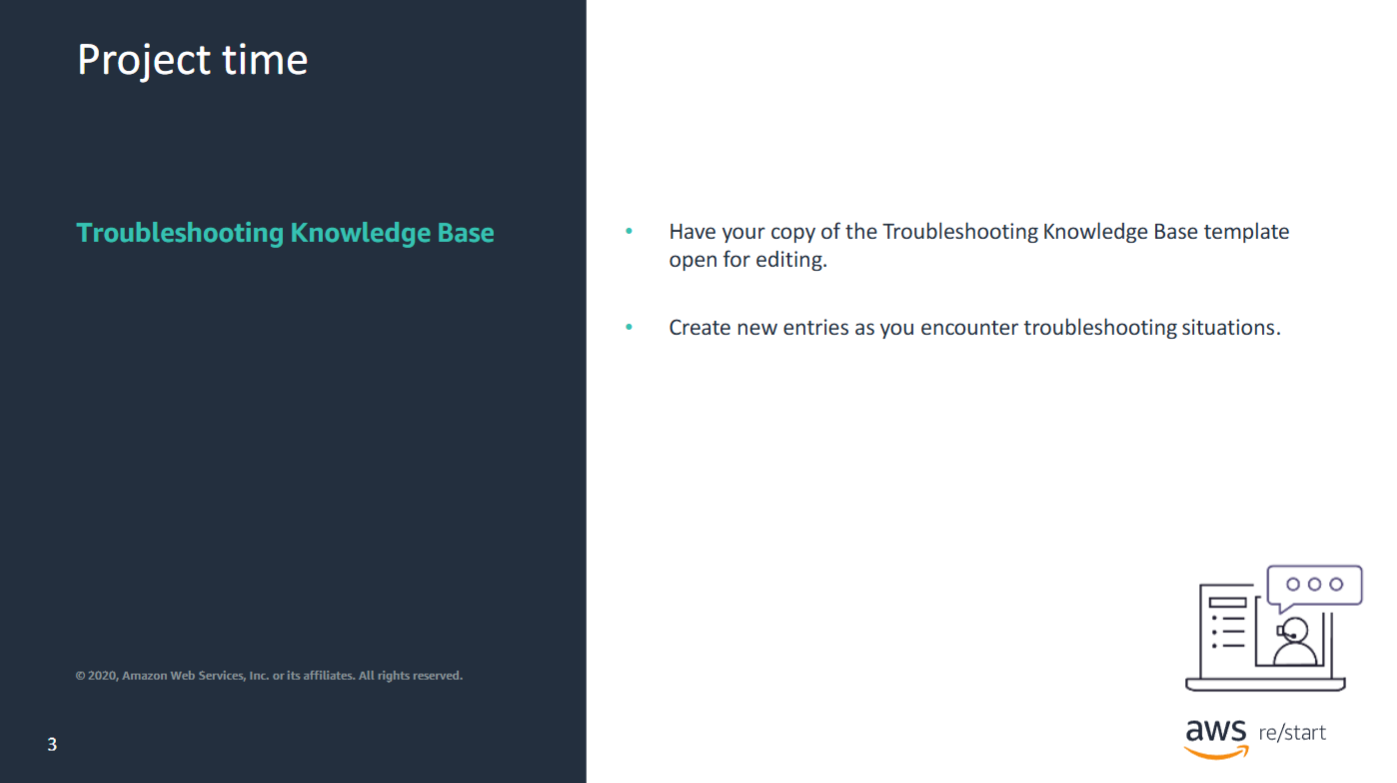 Project time
Troubleshooting Knowledge Base
• Have your copy of the Troubleshooting Knowledge Base template
open for editing.
• Create new entries as you encounter troubleshooting situations.
© 2020, Amazon Web Services, Inc. or its affiliates. All rights reserved.
3
aws re/start